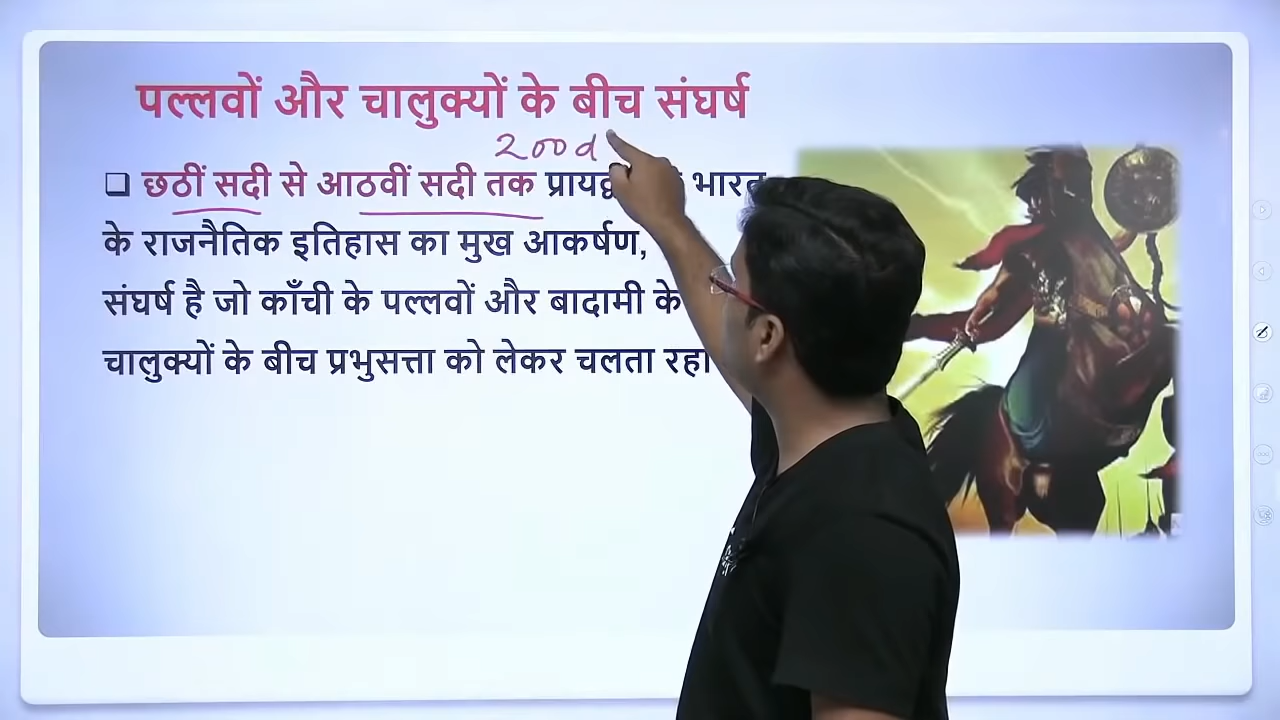 पल्लवों और चालुक्यों के बीच संघर्ष
200d
❑ छठीं सदी से आठवीं सदी तक भारत
के राजनैतिक इतिहास का मुख आकर्षण,
संघर्ष है जो काँची के पल्लवों और बादामी के
चालुक्यों के बीच प्रभुसत्ता को लेकर चलता रहा